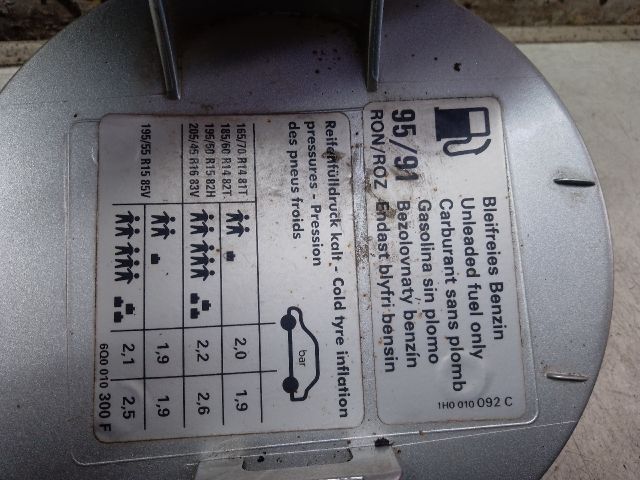 Bleifreies Benzin
Unleaded fuel only
Carburant sans plomb
Gasolina sin plomo
95/91 Bezolovnaty benzin
RON/ROZ Endast blyfri bensin
1H0 010 092 C
Reifenfülldruck kalt - Cold tyre inflation
pressures - Pression
des pneus froids
bar
165/70 R14 81T 2,0 1,9
185/60 R14 82T
195/50 R15 82H 2,2 2,6
205/45 R16 83V
195/55 R15 85V 1,9 1,9
2,1 2,5
6Q0 010 300 F